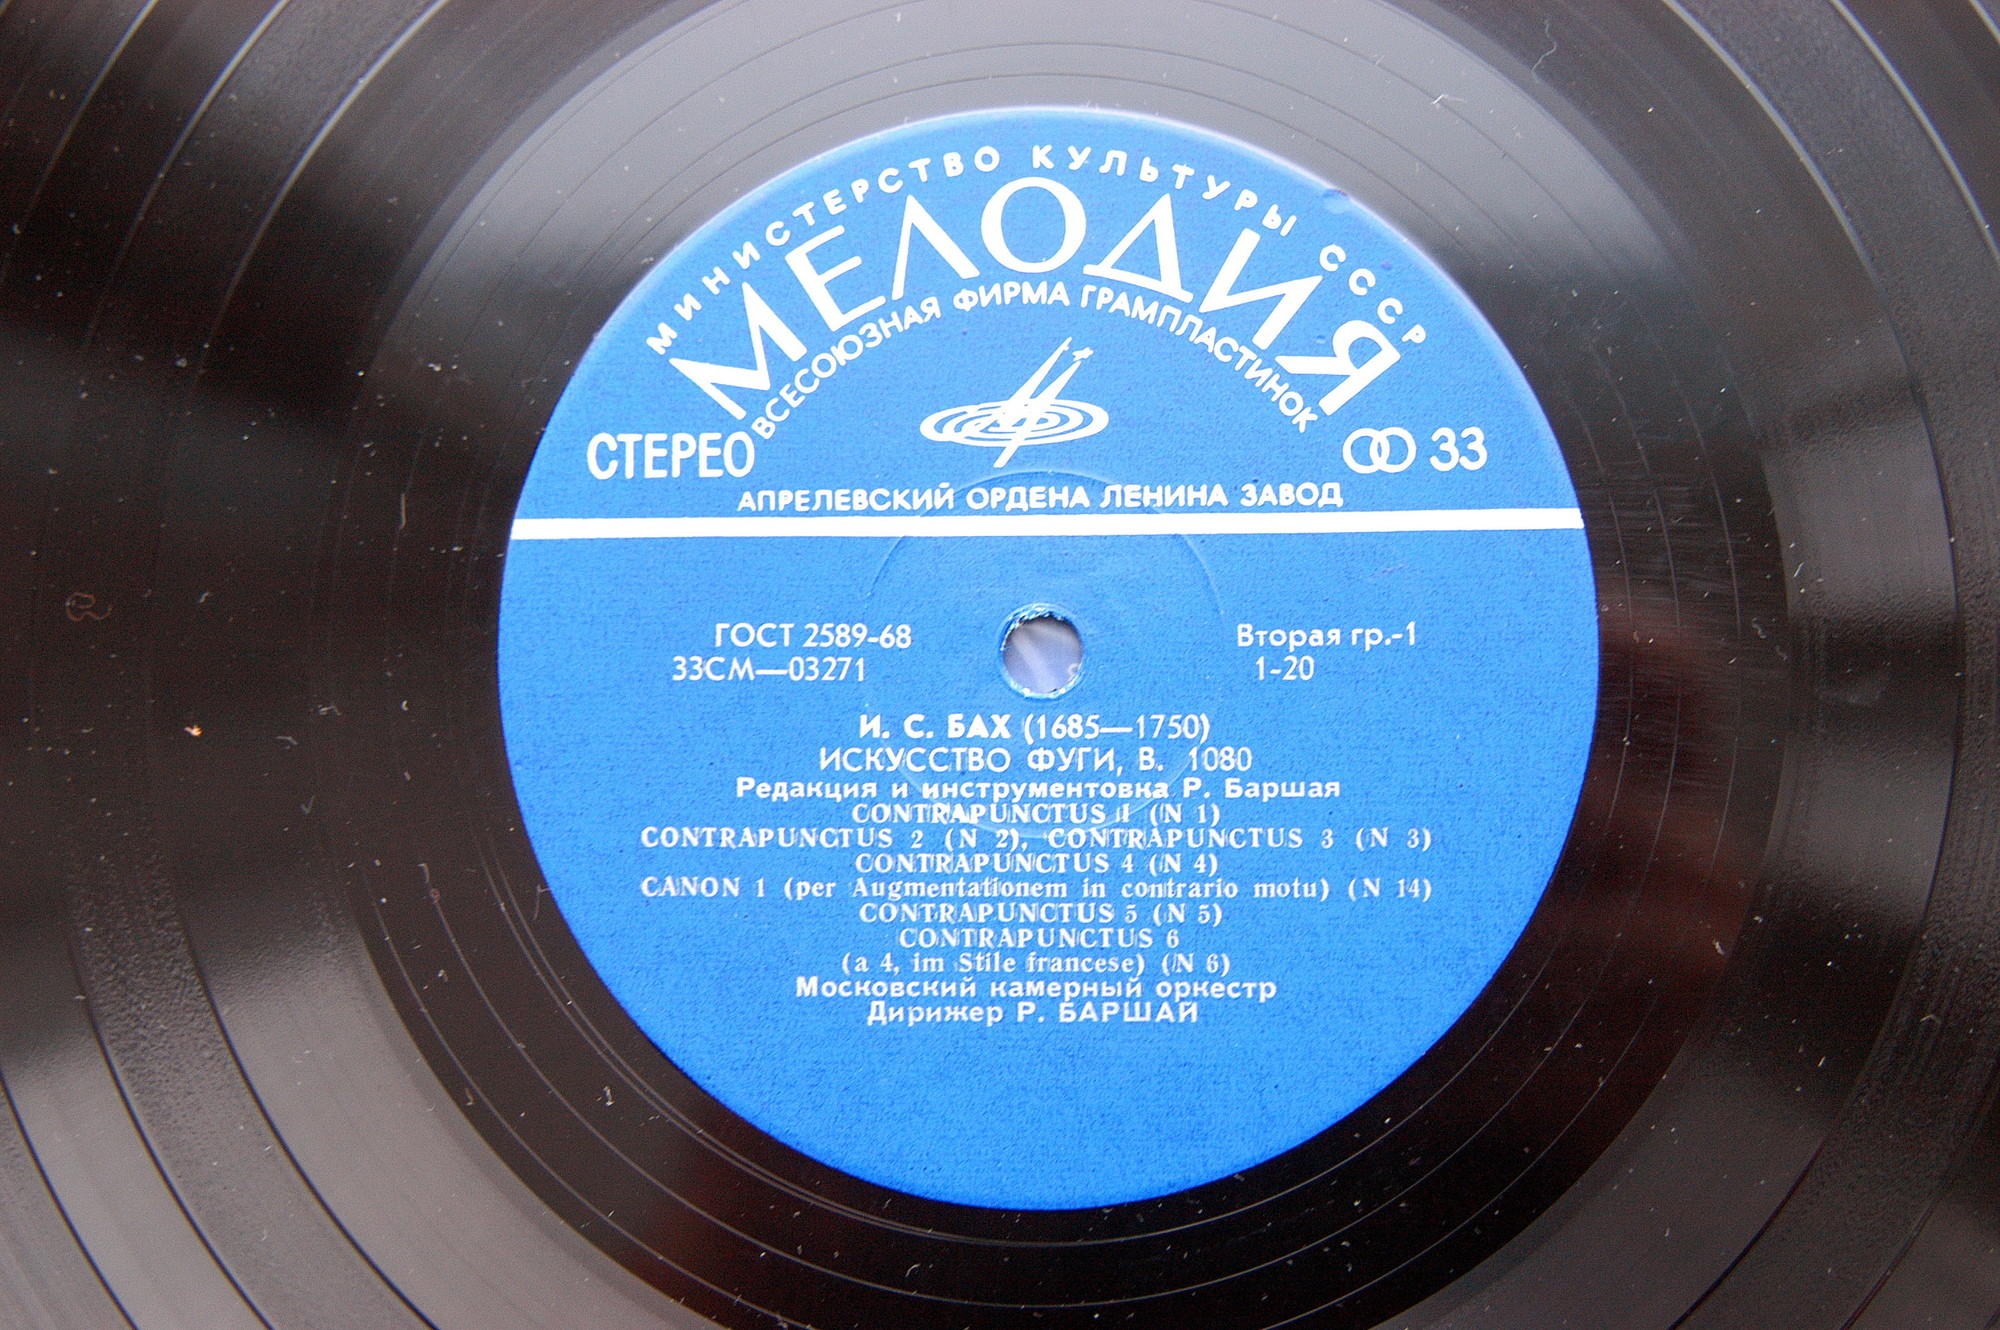 МИНИСТЕРСТВО КУЛЬТУРЫ СССР
МЕЛОДИЯ
ВСЕСОЮЗНАЯ ФИРМА ГРАМПЛАСТИНОК
СТЕРЕО
33
АПРЕЛЕВСКИЙ ОРДЕНА ЛЕНИНА ЗАВОД
ГОСТ 2589-68
Вторая гр.-1
33СМ—03271
1-20
И. С. БАХ (1685—1750)
ИСКУССТВО ФУГИ, В. 1080
Редакция и инструментовка Р. Баршая
CONTRAPUNCTUS 1 (N 1)
CONTRAPUNCTUS 2 (N 2), CONTRAPUNCTUS 3 (N 3)
CONTRAPUNCTUS 4 (N 4)
CANON 1 (per Augmentationem in contrario motu) (N 14)
CONTRAPUNCTUS 5 (N 5)
CONTRAPUNCTUS 6
(a 4, im Stile francese) (N 6)
Московский камерный оркестр
Дирижер Р. БАРШАЙ